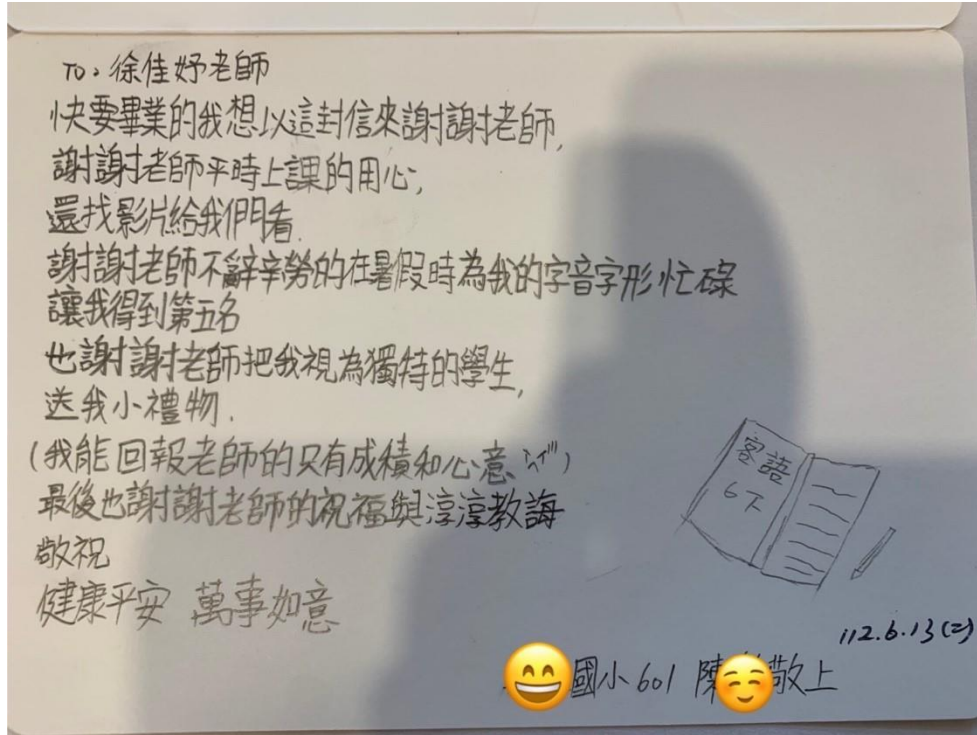 To: 徐佳妤老師
快要畢業的我想以這封信來謝謝老師,
謝謝老師平時上課的用心,
還找影片給我們看.
謝謝老師不辭辛勞的在暑假時為我的字音字形忙碌
讓我得到第五名
也謝謝老師把我視為獨特的學生,
送我小禮物.
(我能回報老師的只有成積和心意)
最後也謝謝老師的祝福與淳淳教誨
敬祝
健康平安 萬事如意
客語
6下
112.6.13(二)
國小601 陳 敬上